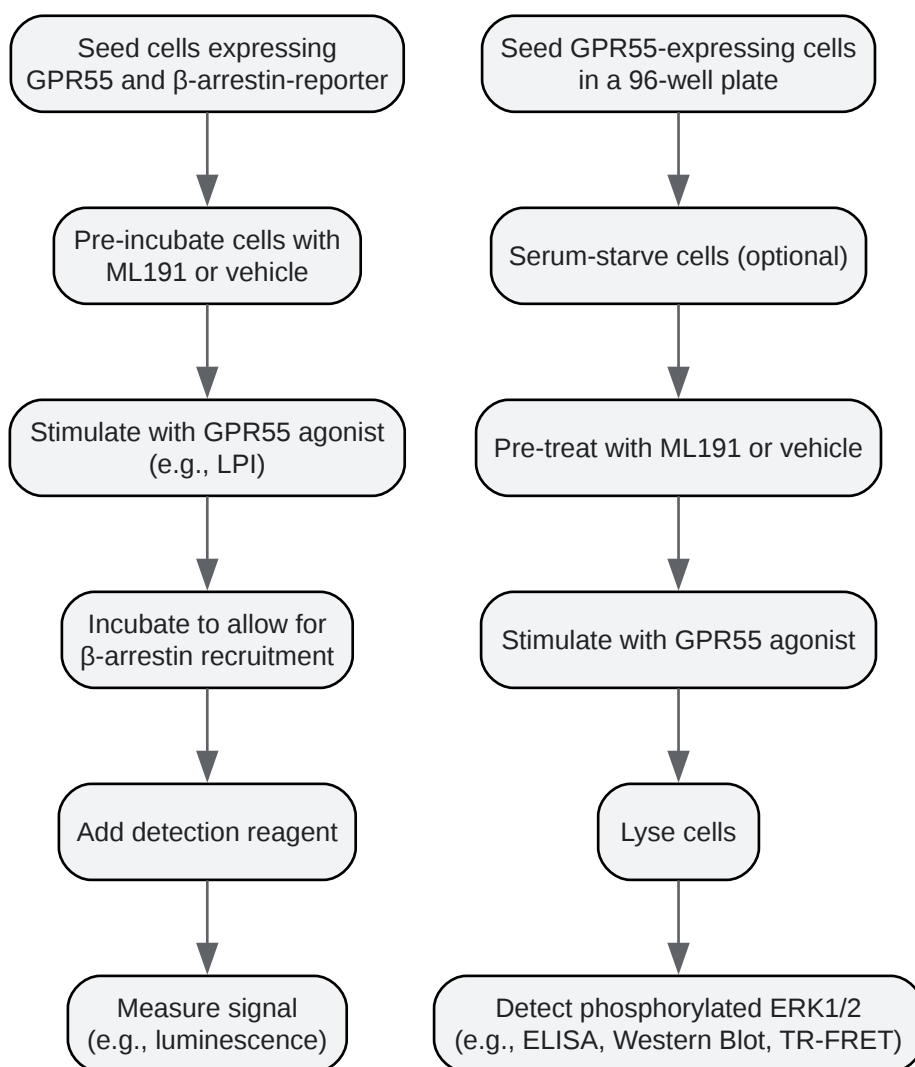 Seed cells expressing
GPR55 and β-arrestin-reporter
Pre-incubate cells with
ML191 or vehicle
Stimulate with GPR55 agonist
(e.g., LPI)
Incubate to allow for
β-arrestin recruitment
Add detection reagent
Measure signal
(e.g., luminescence)
Seed GPR55-expressing cells
in a 96-well plate
Serum-starve cells (optional)
Pre-treat with ML191 or vehicle
Stimulate with GPR55 agonist
Lyse cells
Detect phosphorylated ERK1/2
(e.g., ELISA, Western Blot, TR-FRET)